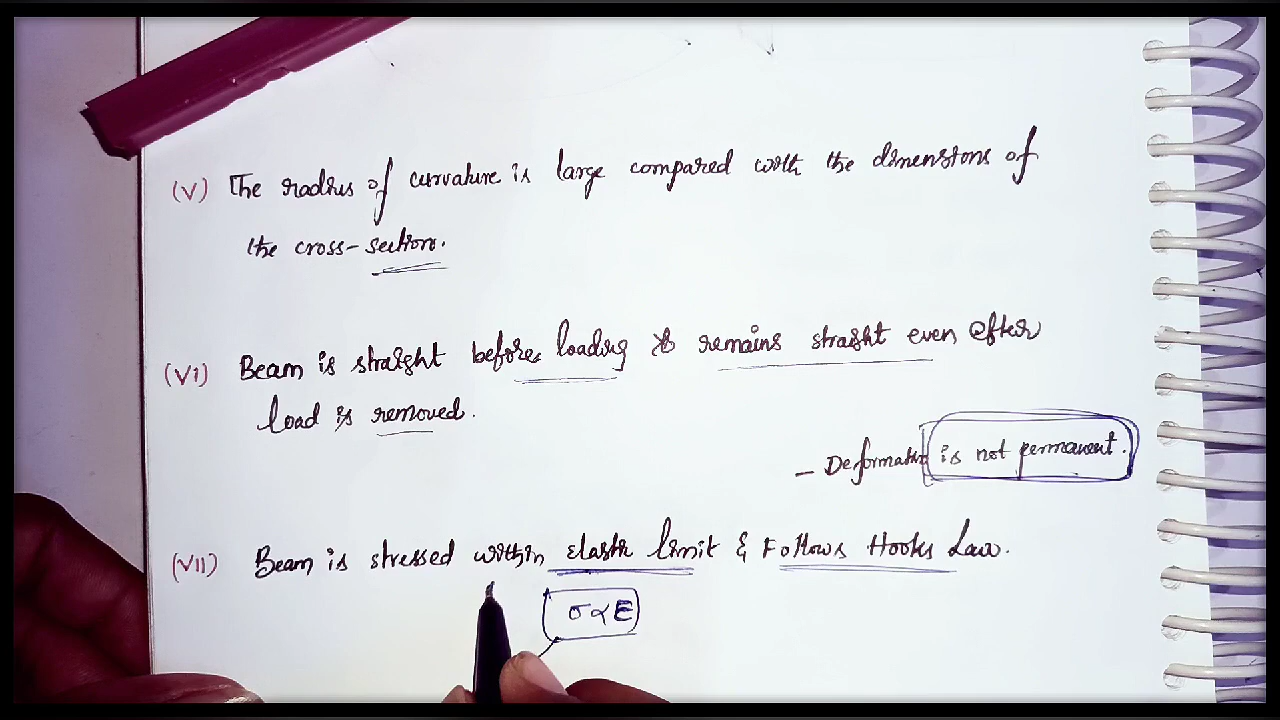 (V) The radius of curvature is large compared with the dimensions of
the cross-section.
(VI) Beam is straight before loading & remains straight even after
load is removed.
- Deformation is not permanent.
(VII) Beam is stressed within elastic limit & Follows Hooks Law.
σ ∝ E